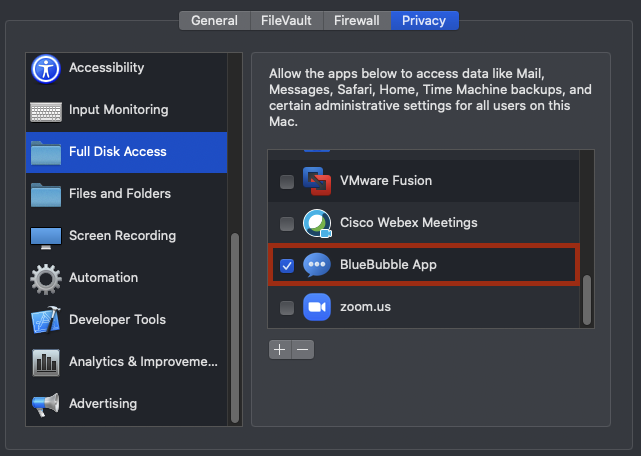 General
FileVault
Firewall
Privacy
Accessibility
Input Monitoring
Full Disk Access
Files and Folders
Screen Recording
Automation
Developer Tools
Analytics & Improveme...
Advertising
Allow the apps below to access data like Mail,
Messages, Safari, Home, Time Machine backups, and
certain administrative settings for all users on this
Mac.
VMware Fusion
Cisco Webex Meetings
BlueBubble App
zoom.us